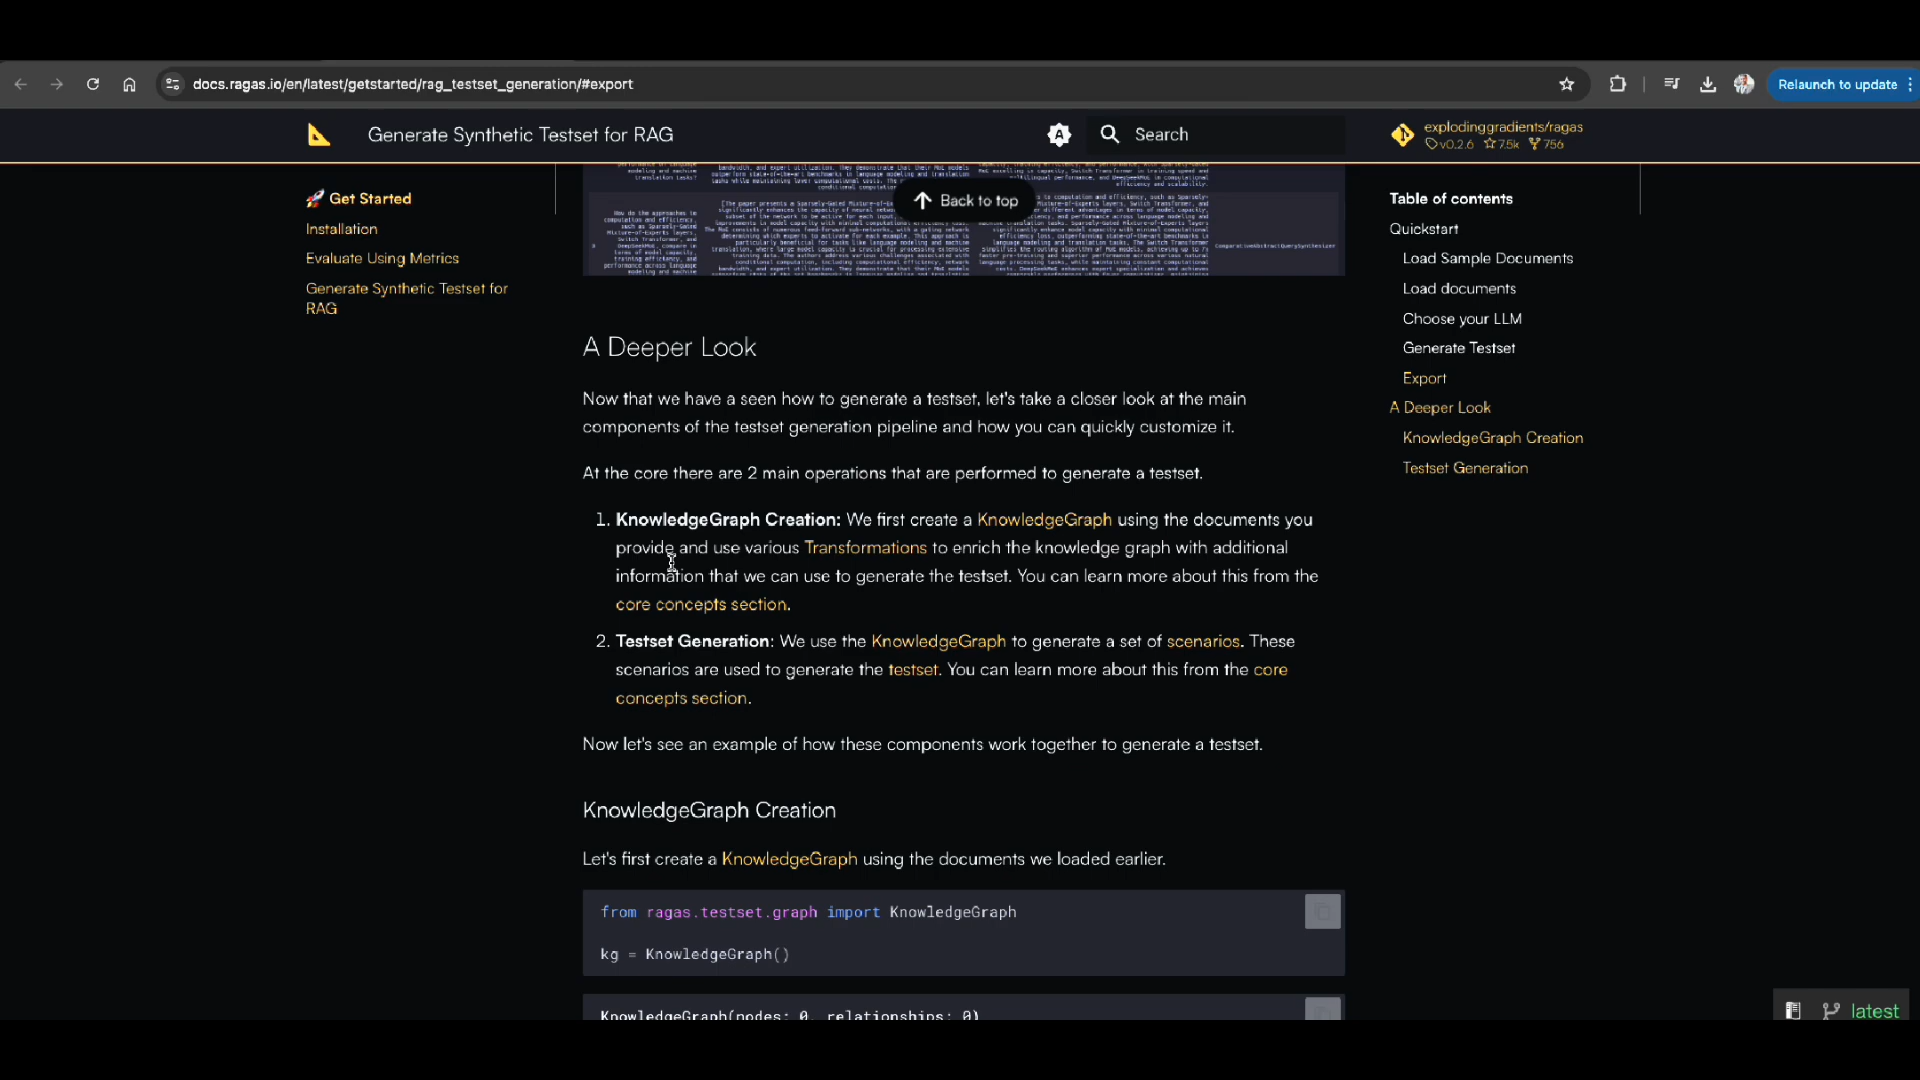 docs.ragas.io/en/latest/getstarted/rag_testset_generation/#export
Relaunch to update
Generate Synthetic Testset for RAG
Search
explodinggradients/ragas
v0.2.6 7.5k 756
Get Started
Installation
Evaluate Using Metrics
Generate Synthetic Testset for
RAG
Back to top
A Deeper Look
Now that we have a seen how to generate a testset, let's take a closer look at the main
components of the testset generation pipeline and how you can quickly customize it.
At the core there are 2 main operations that are performed to generate a testset.
1. KnowledgeGraph Creation: We first create a KnowledgeGraph using the documents you
provide and use various Transformations to enrich the knowledge graph with additional
information that we can use to generate the testset. You can learn more about this from the
core concepts section.
2. Testset Generation: We use the KnowledgeGraph to generate a set of scenarios. These
scenarios are used to generate the testset. You can learn more about this from the core
concepts section.
Now let's see an example of how these components work together to generate a testset.
KnowledgeGraph Creation
Let's first create a KnowledgeGraph using the documents we loaded earlier.
from ragas.testset.graph import KnowledgeGraph
kg = KnowledgeGraph()
KnowledgeGraph(nodes: 0, relationships: 0)
Table of contents
Quickstart
Load Sample Documents
Load documents
Choose your LLM
Generate Testset
Export
A Deeper Look
KnowledgeGraph Creation
Testset Generation
latest